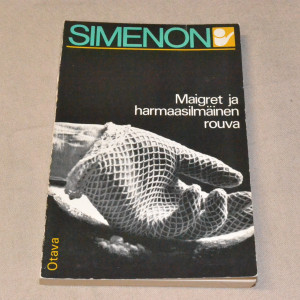 SIMENON
Maigret ja
harmaasilmäinen
rouva
Otava